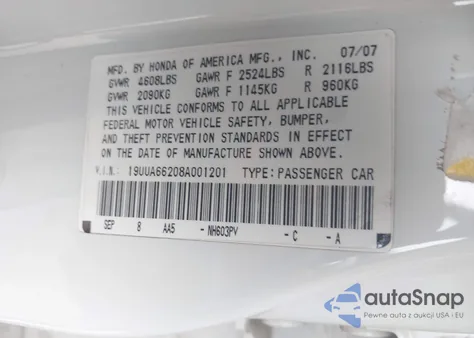 MFD. BY HONDA OF AMERICA MFG., INC. 07/07
GVWR 4608LBS GAWR F 2524LBS R 2116LBS
GVWR 2090KG GAWR F 1145KG R 960KG
THIS VEHICLE CONFORMS TO ALL APPLICABLE
FEDERAL MOTOR VEHICLE SAFETY, BUMPER,
AND THEFT PREVENTION STANDARDS IN EFFECT
ON THE DATE OF MANUFACTURE SHOWN ABOVE.
V.I.N.: 19UUA66208A001201 TYPE: PASSENGER CAR
SEP 8 AA5 -NH603PV -C -A
autoSnap
Pewne auta z aukcji USA - EU